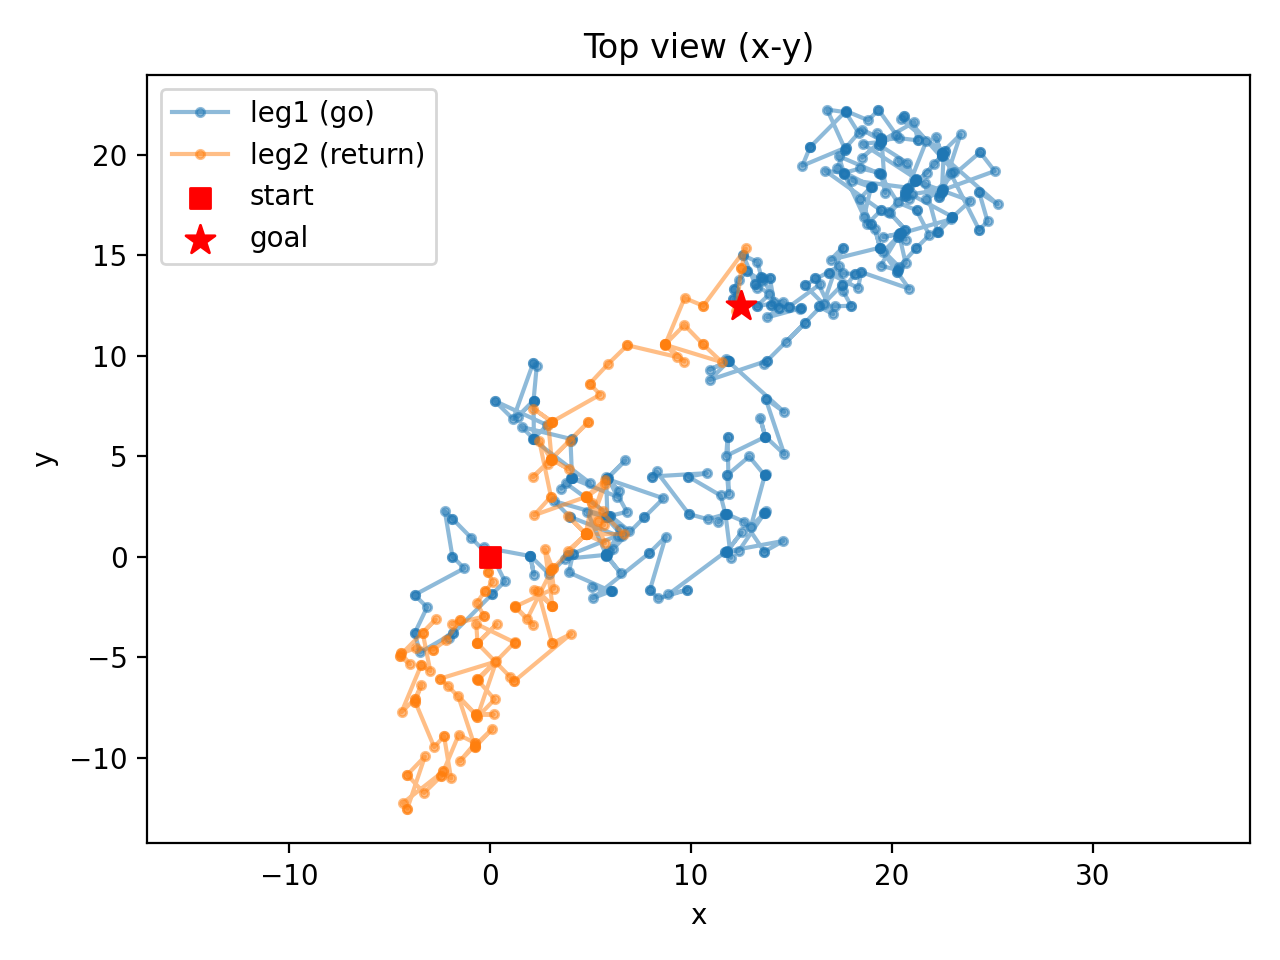 Top view (x-y)
leg1 (go)
leg2 (return)
start
goal
20
15
10
5
0
−5
−10
y
−10 0 10 20 30
x